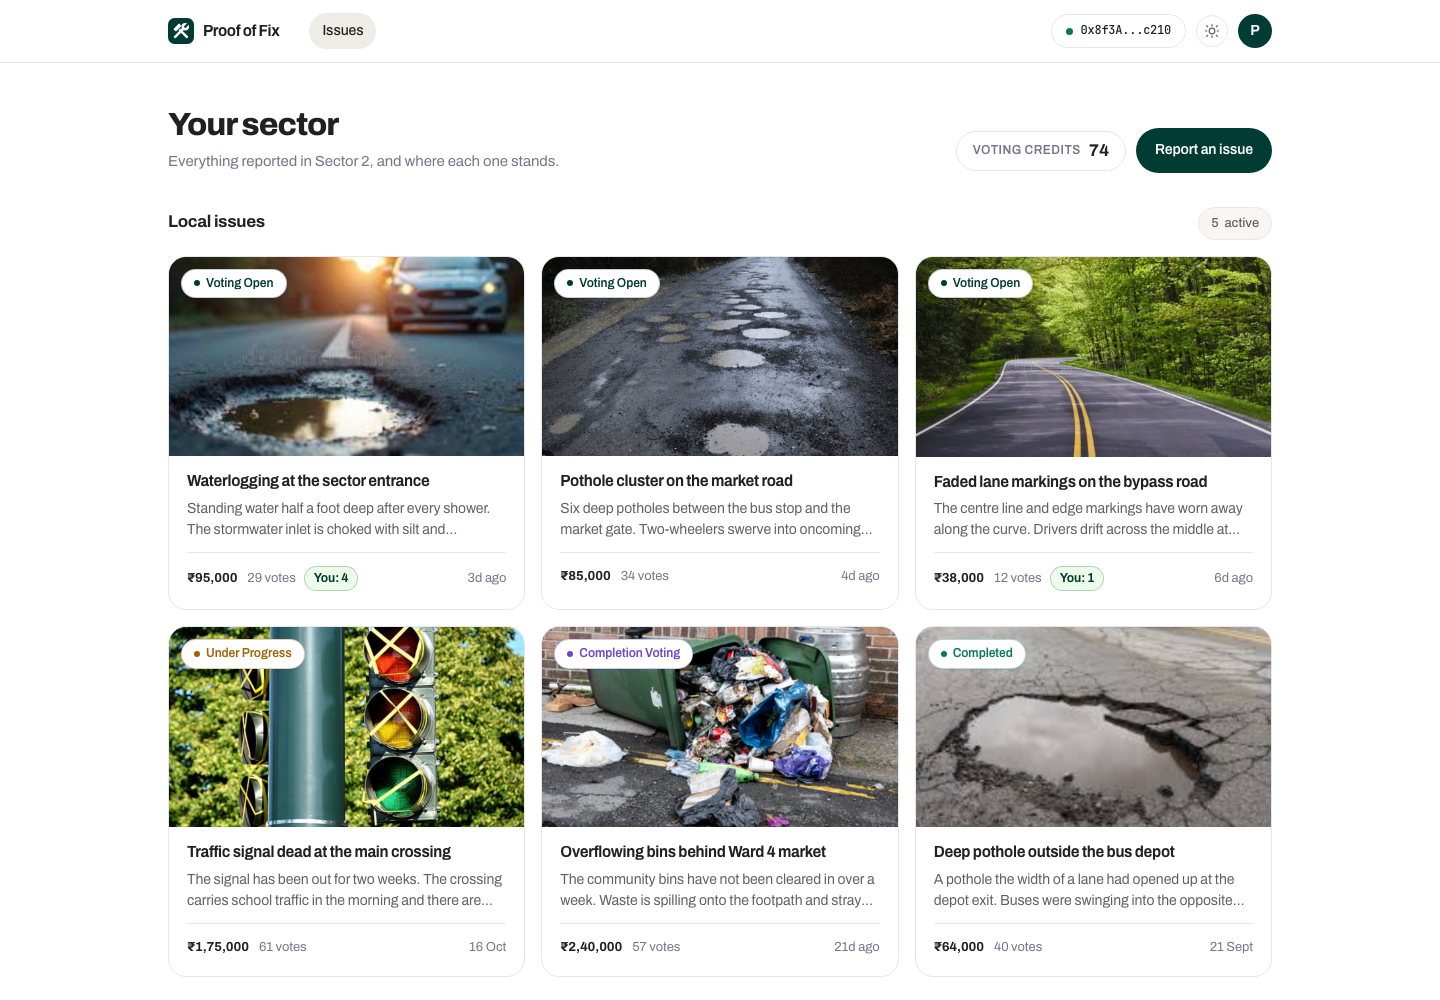 Proof of Fix
Issues
0x8f3A...c210
P
Your sector
Everything reported in Sector 2, and where each one stands.
VOTING CREDITS 74
Report an issue
Local issues
5 active
Voting Open
Waterlogging at the sector entrance
Standing water half a foot deep after every shower.
The stormwater inlet is choked with silt and...
₹95,000 29 votes You: 4 3d ago
Voting Open
Pothole cluster on the market road
Six deep potholes between the bus stop and the
market gate. Two-wheelers swerve into oncoming...
₹85,000 34 votes 4d ago
Voting Open
Faded lane markings on the bypass road
The centre line and edge markings have worn away
along the curve. Drivers drift across the middle at...
₹38,000 12 votes You: 1 6d ago
Under Progress
Traffic signal dead at the main crossing
The signal has been out for two weeks. The crossing
carries school traffic in the morning and there are...
₹1,75,000 61 votes 16 Oct
Completion Voting
Overflowing bins behind Ward 4 market
The community bins have not been cleared in over a
week. Waste is spilling onto the footpath and stray...
₹2,40,000 57 votes 21d ago
Completed
Deep pothole outside the bus depot
A pothole the width of a lane had opened up at the
depot exit. Buses were swinging into the opposite...
₹64,000 40 votes 21 Sept